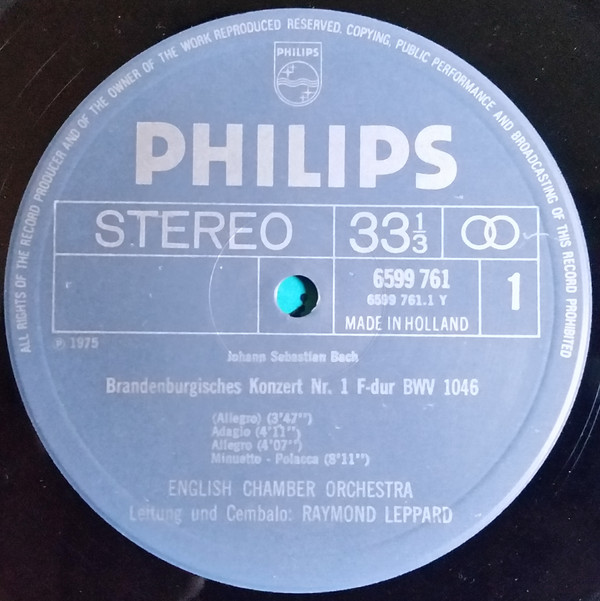 ALL RIGHTS OF THE RECORD PRODUCER AND OF THE OWNER OF THE WORK REPRODUCED RESERVED. COPYING, PUBLIC PERFORMANCE AND BROADCASTING OF THIS RECORD PROHIBITED
PHILIPS
PHILIPS
STEREO 33⅓
6599 761
6599 761.1 Y
1
MADE IN HOLLAND
℗ 1975
Johann Sebastian Bach
Brandenburgisches Konzert Nr. 1 F-dur BWV 1046
(Allegro) (3'47'')
Adagio (4'11'')
Allegro (4'07'')
Minuetto - Polacca (8'11'')
ENGLISH CHAMBER ORCHESTRA
Leitung und Cembalo: RAYMOND LEPPARD